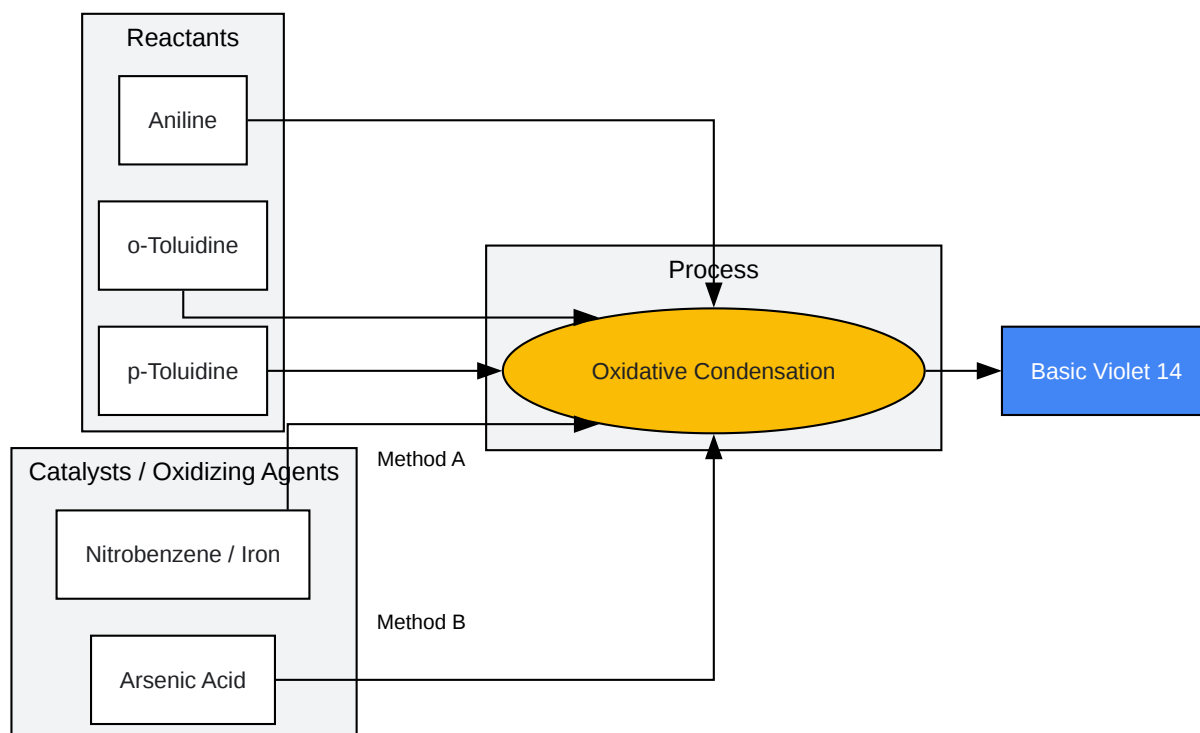 Reactants
Aniline
o-Toluidine
p-Toluidine
Process
Oxidative Condensation
Basic Violet 14
Catalysts / Oxidizing Agents
Method A
Nitrobenzene / Iron
Method B
Arsenic Acid